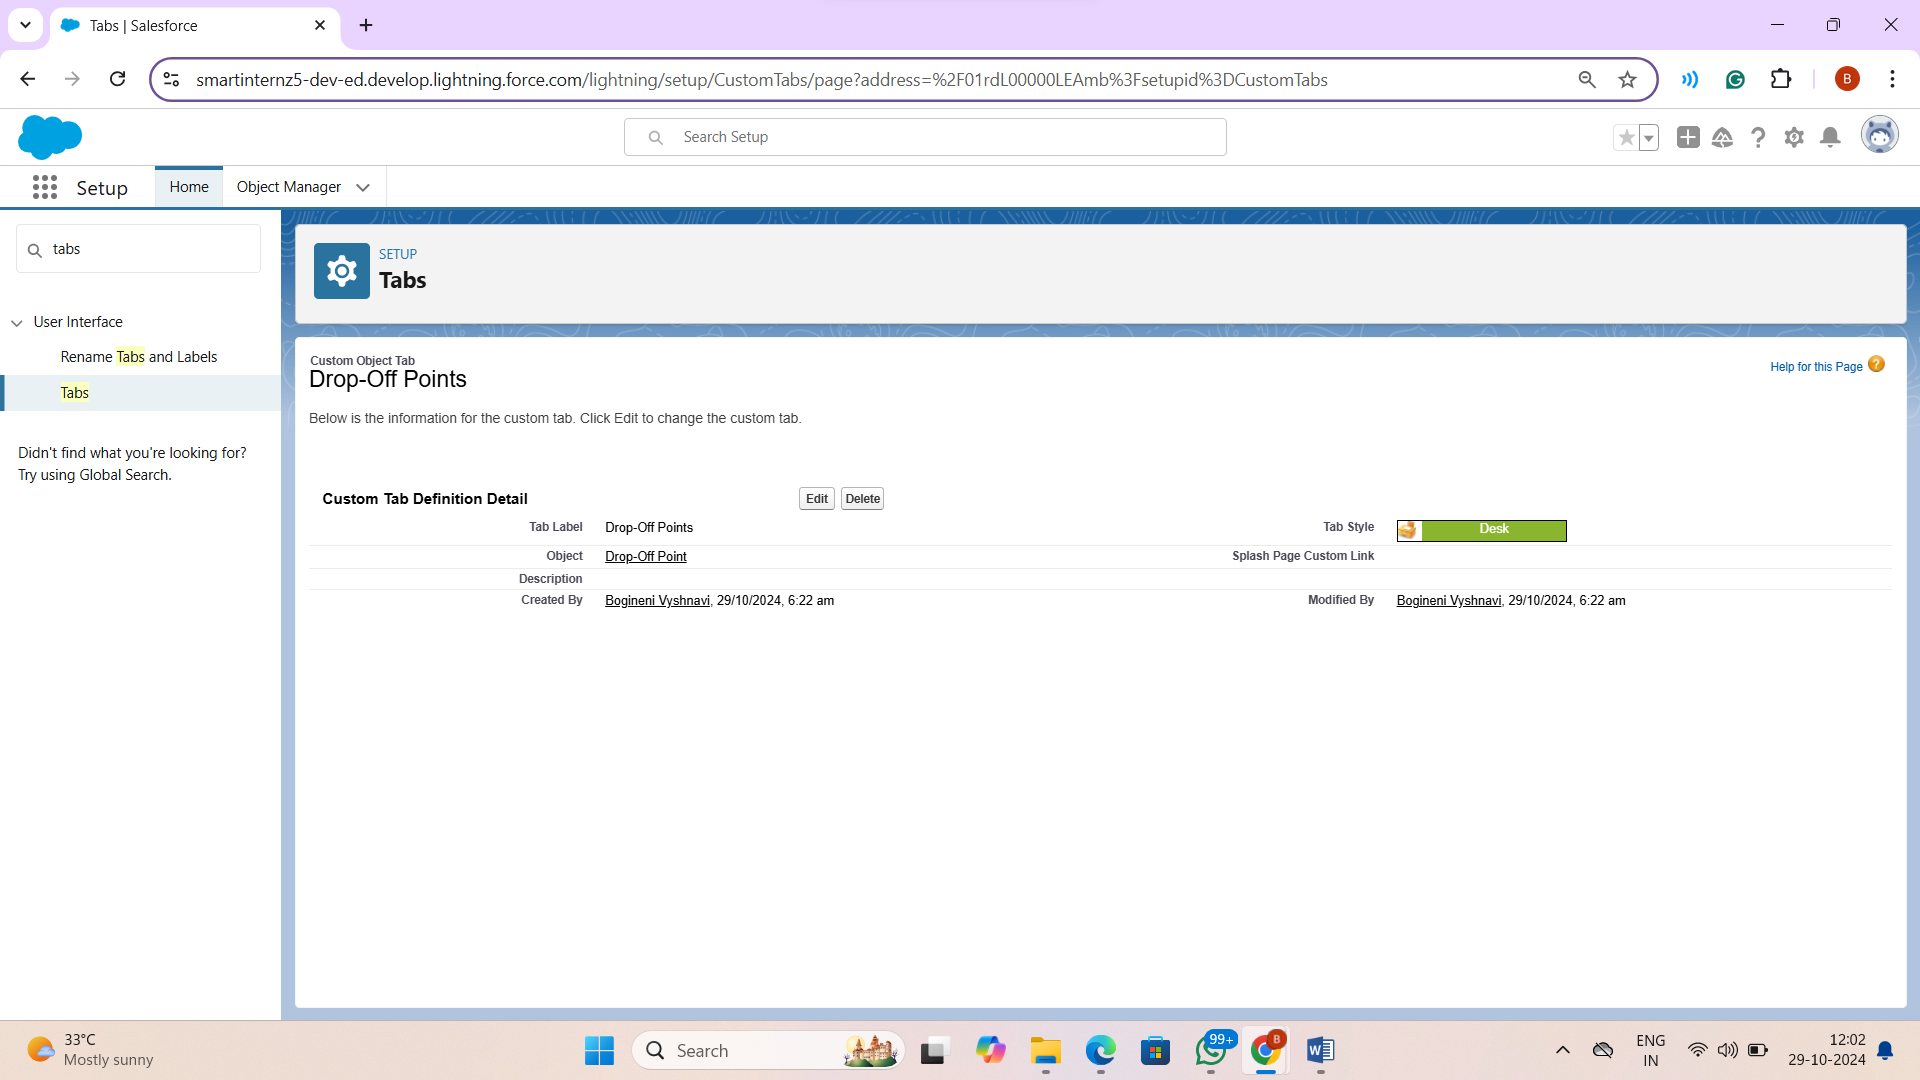 Tabs | Salesforce
smartinternz5-dev-ed.develop.lightning.force.com/lightning/setup/CustomTabs/page?address=%2F01rdL00000LEAmb%3Fsetupid%3DCustomTabs
B
Search Setup
Setup
Home
Object Manager
tabs
User Interface
Rename Tabs and Labels
Tabs
Didn't find what you're looking for?
Try using Global Search.
SETUP
Tabs
Custom Object Tab
Drop-Off Points
Help for this Page ?
Below is the information for the custom tab. Click Edit to change the custom tab.
Custom Tab Definition Detail
Edit
Delete
Tab Label Drop-Off Points
Tab Style Desk
Object Drop-Off Point
Splash Page Custom Link
Description
Created By Bogineni Vyshnavi, 29/10/2024, 6:22 am
Modified By Bogineni Vyshnavi, 29/10/2024, 6:22 am
33°C
Mostly sunny
Search
99+
B
W
ENG
IN
12:02
29-10-2024